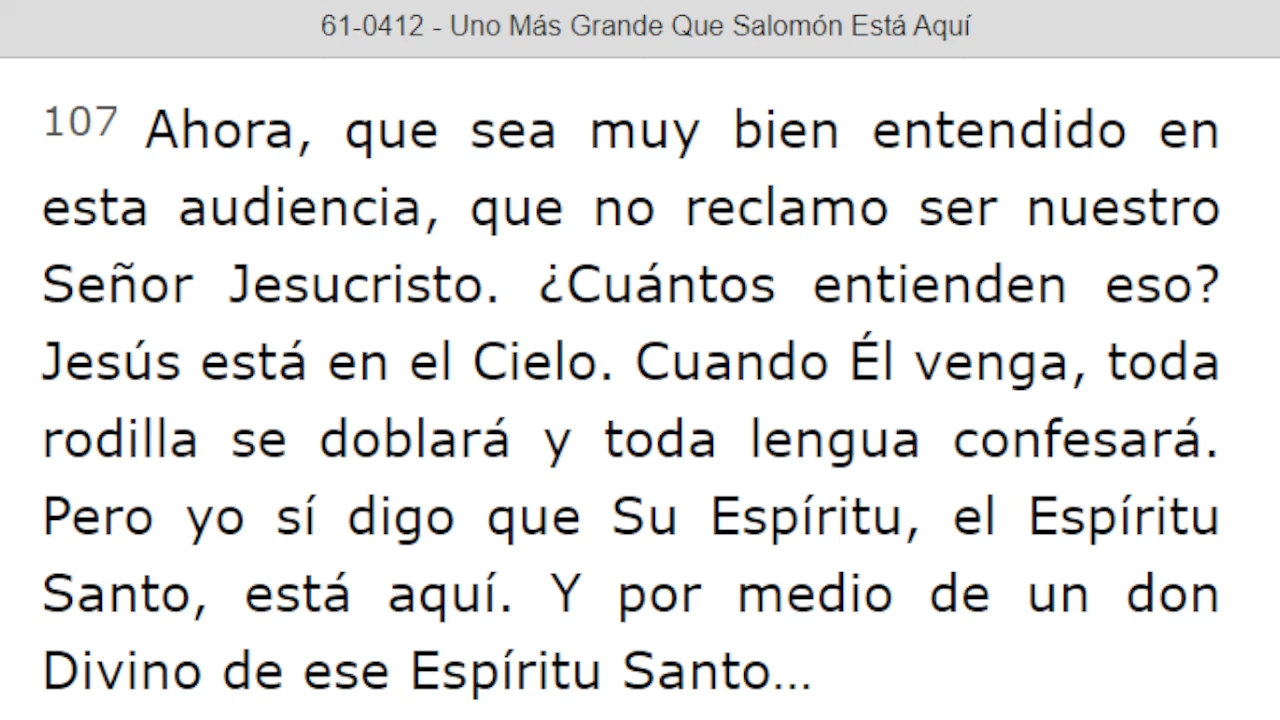 61-0412 - Uno Más Grande Que Salomón Está Aquí
107 Ahora, que sea muy bien entendido en
esta audiencia, que no reclamo ser nuestro
Señor Jesucristo. ¿Cuántos entienden eso?
Jesús está en el Cielo. Cuando Él venga, toda
rodilla se doblará y toda lengua confesará.
Pero yo sí digo que Su Espíritu, el Espíritu
Santo, está aquí. Y por medio de un don
Divino de ese Espíritu Santo...